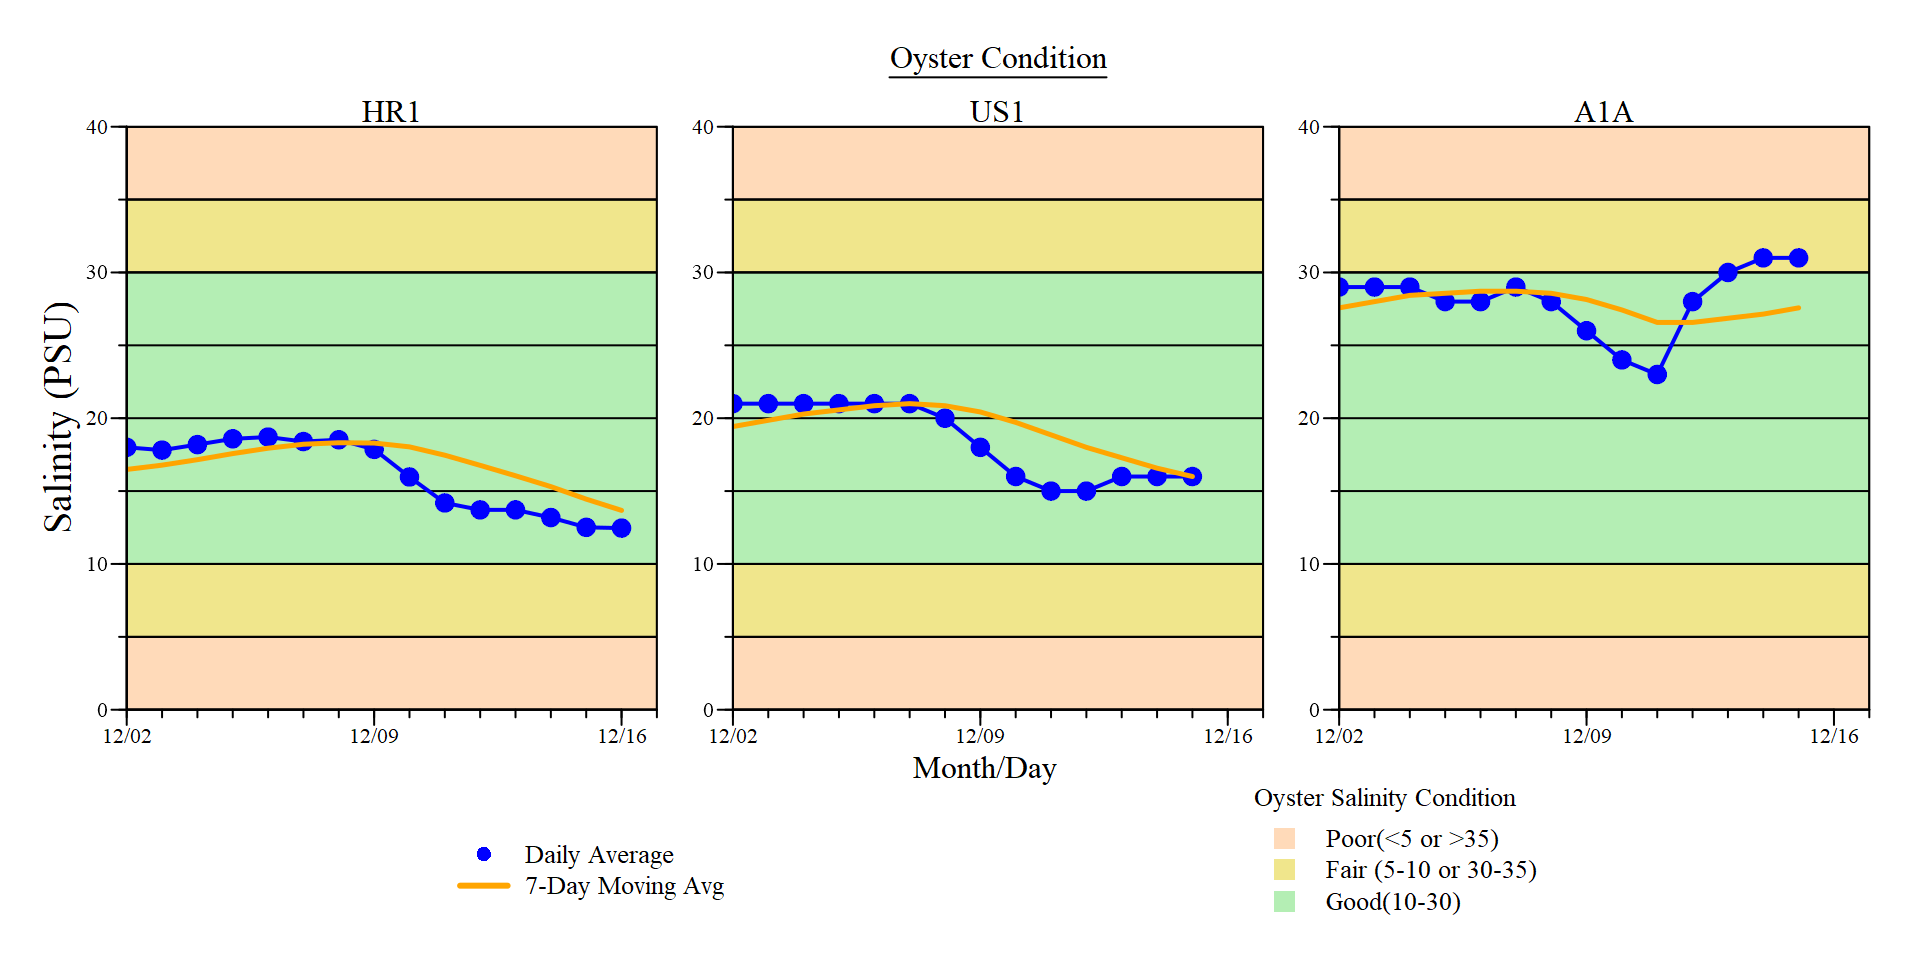 Oyster Condition
HR1
US1
A1A
Salinity (PSU)
40
30
20
10
0
40
30
20
10
0
40
30
20
10
0
12/02
12/09
12/16
12/02
12/09
12/16
12/02
12/09
12/16
Month/Day
Daily Average
7-Day Moving Avg
Oyster Salinity Condition
Poor(<5 or >35)
Fair (5-10 or 30-35)
Good(10-30)